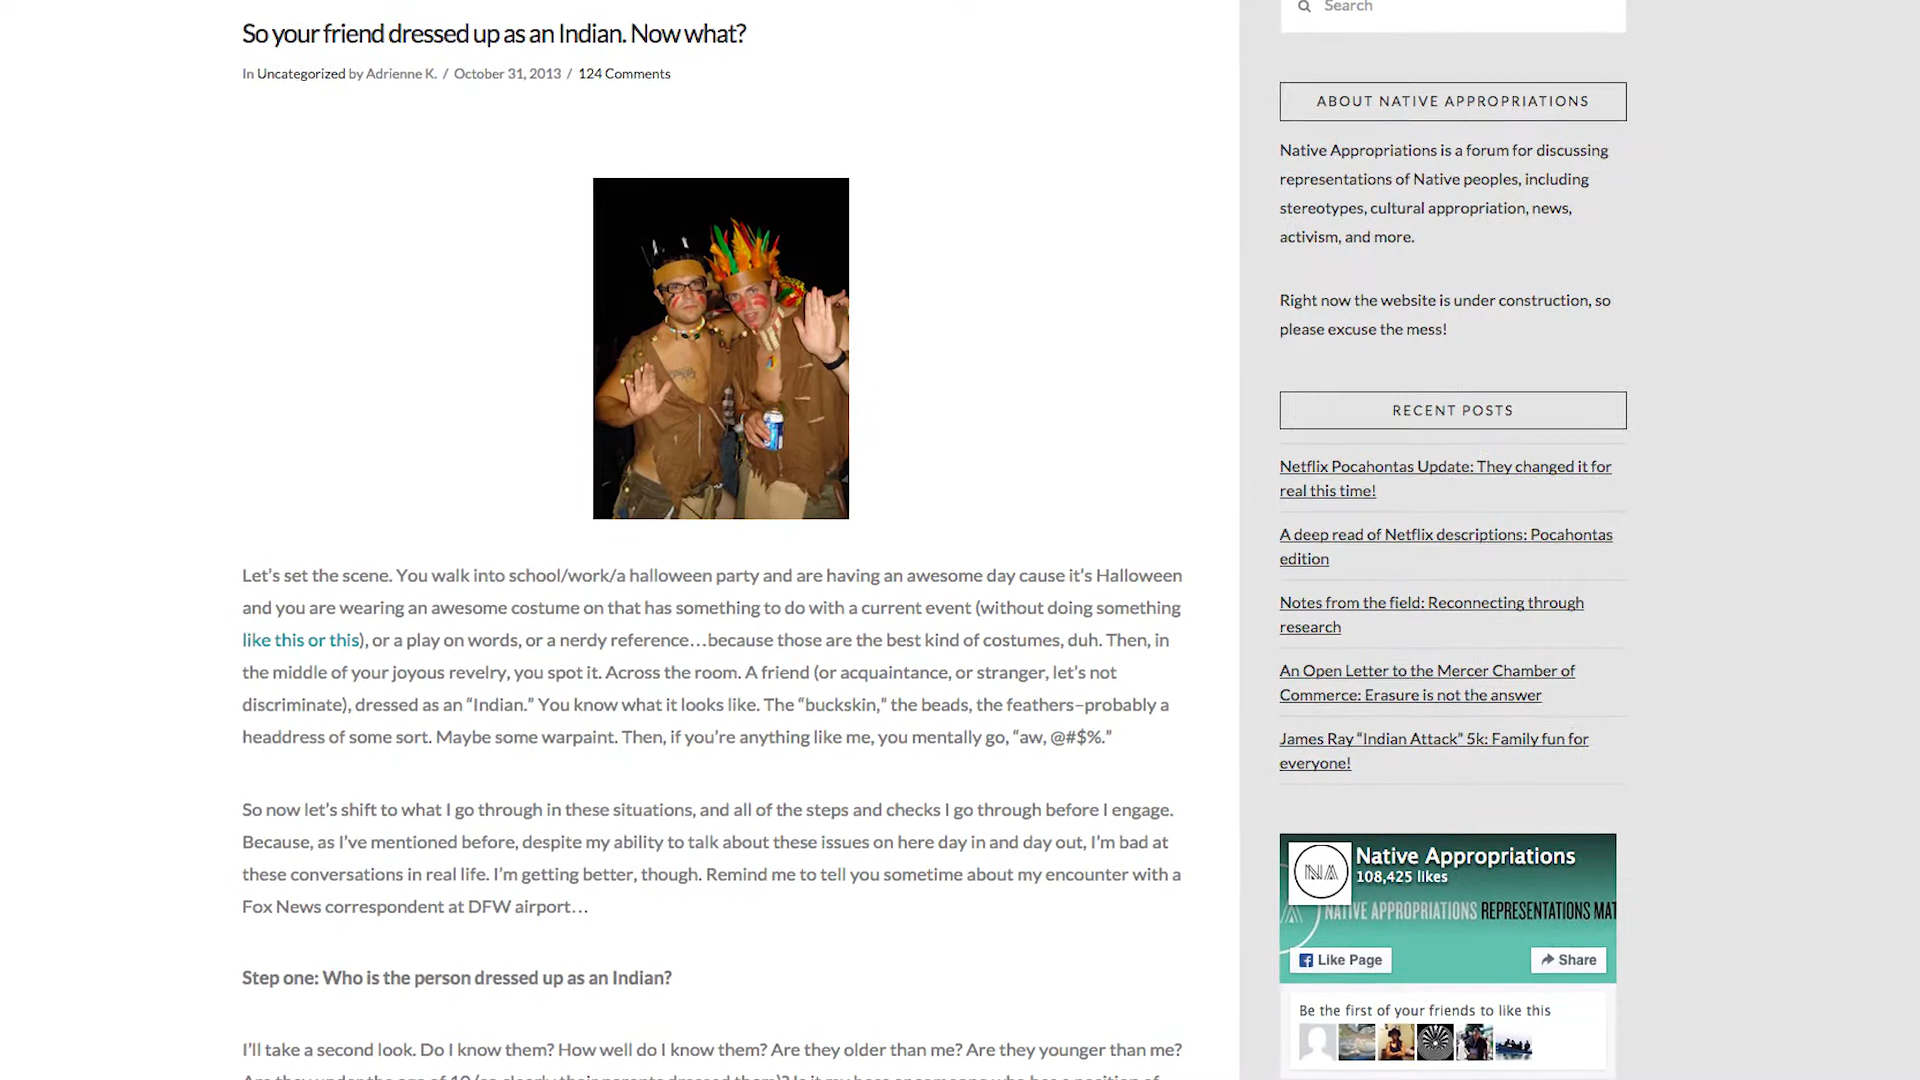 So your friend dressed up as an Indian. Now what?
In Uncategorized by Adrienne K. / October 31, 2013 / 124 Comments
Let's set the scene. You walk into school/work/a halloween party and are having an awesome day cause it's Halloween
and you are wearing an awesome costume on that has something to do with a current event (without doing something
like this or this), or a play on words, or a nerdy reference…because those are the best kind of costumes, duh. Then, in
the middle of your joyous revelry, you spot it. Across the room. A friend (or acquaintance, or stranger, let's not
discriminate), dressed as an “Indian.” You know what it looks like. The “buckskin,” the beads, the feathers–probably a
headdress of some sort. Maybe some warpaint. Then, if you're anything like me, you mentally go, “aw, @#$%.”
So now let's shift to what I go through in these situations, and all of the steps and checks I go through before I engage.
Because, as I've mentioned before, despite my ability to talk about these issues on here day in and day out, I'm bad at
these conversations in real life. I'm getting better, though. Remind me to tell you sometime about my encounter with a
Fox News correspondent at DFW airport…
Step one: Who is the person dressed up as an Indian?
I'll take a second look. Do I know them? How well do I know them? Are they older than me? Are they younger than me?
Search
ABOUT NATIVE APPROPRIATIONS
Native Appropriations is a forum for discussing
representations of Native peoples, including
stereotypes, cultural appropriation, news,
activism, and more.
Right now the website is under construction, so
please excuse the mess!
RECENT POSTS
Netflix Pocahontas Update: They changed it for
real this time!
A deep read of Netflix descriptions: Pocahontas
edition
Notes from the field: Reconnecting through
research
An Open Letter to the Mercer Chamber of
Commerce: Erasure is not the answer
James Ray “Indian Attack” 5k: Family fun for
everyone!
NA
Native Appropriations
108,425 likes
NATIVE APPROPRIATIONS REPRESENTATIONS MAT
Like Page
Share
Be the first of your friends to like this